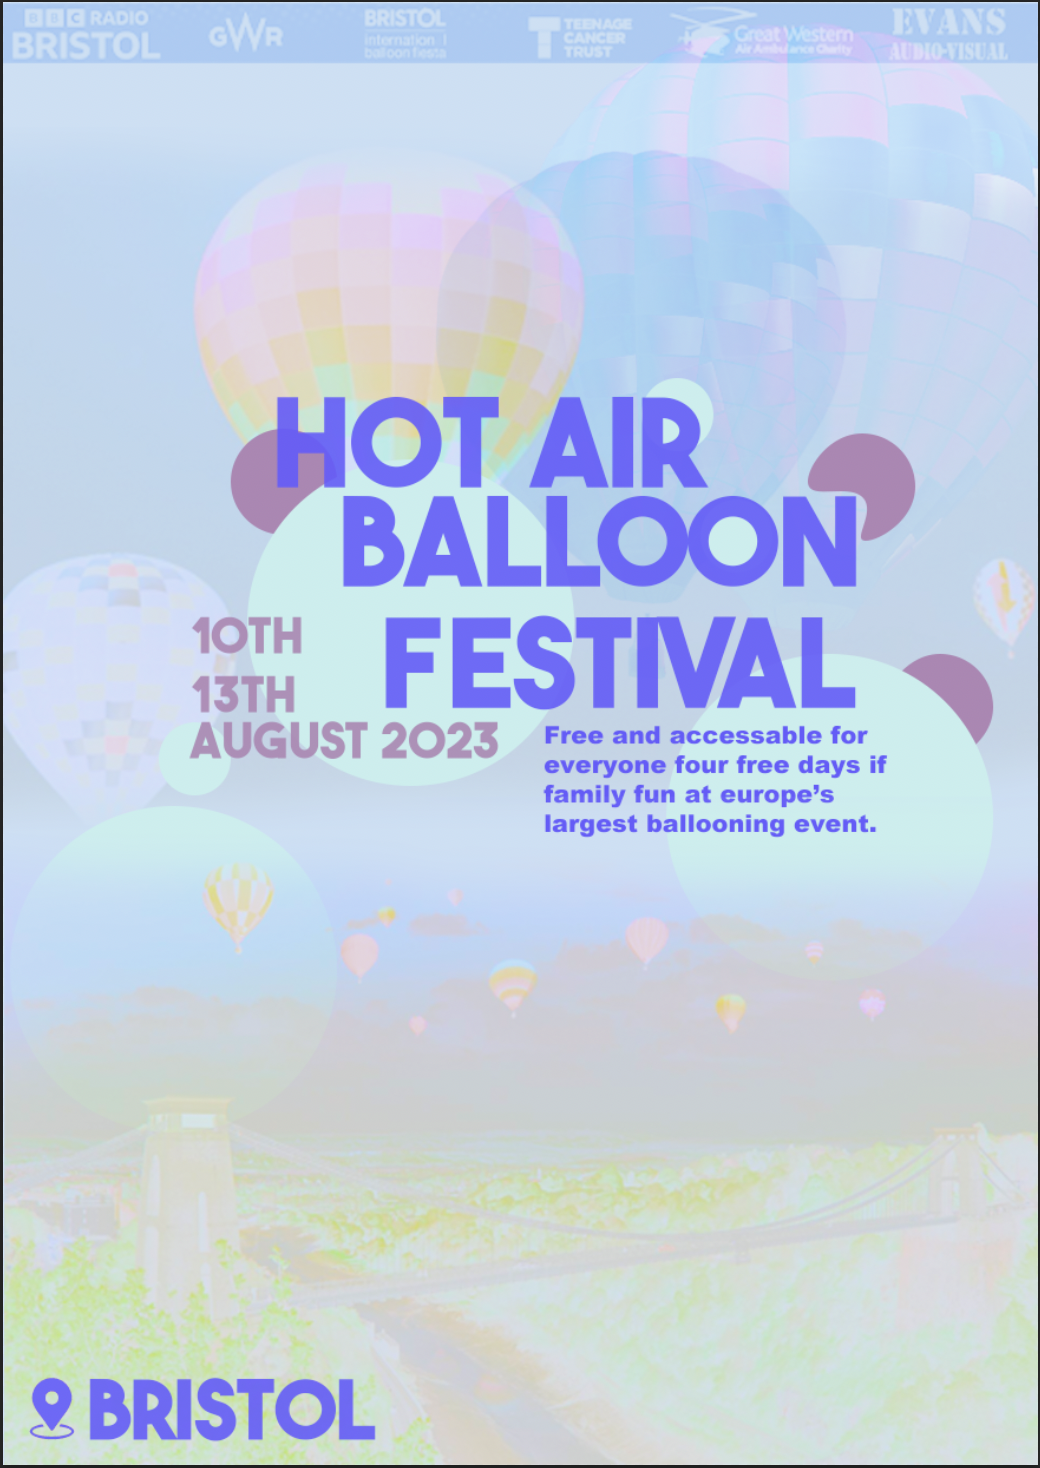 BBC RADIO
BRISTOL
GWR
BRISTOL
international
balloon fiesta
TEENAGE
CANCER
TRUST
Great Western
Air Ambulance Charity
EVANS
AUDIO-VISUAL
HOT AIR
BALLOON
FESTIVAL
10TH
13TH
AUGUST 2023
Free and accessable for
everyone four free days if
family fun at europe's
largest ballooning event.
BRISTOL